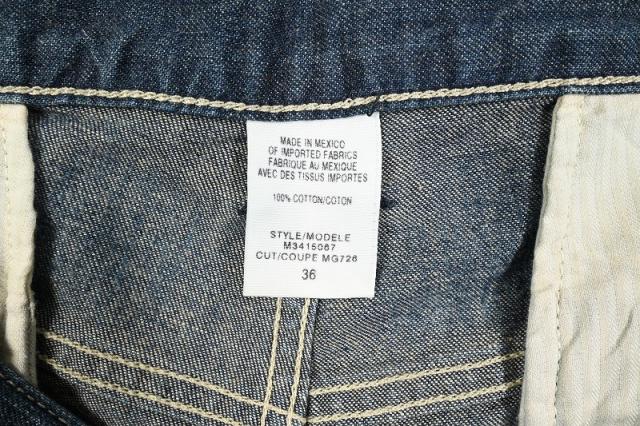 MADE IN MEXICO
OF IMPORTED FABRICS
FABRIQUE AU MEXIQUE
AVEC DES TISSUS IMPORTES
100% COTTON/COTON
STYLE/MODELE
M3415087
CUT/COUPE MG726
36